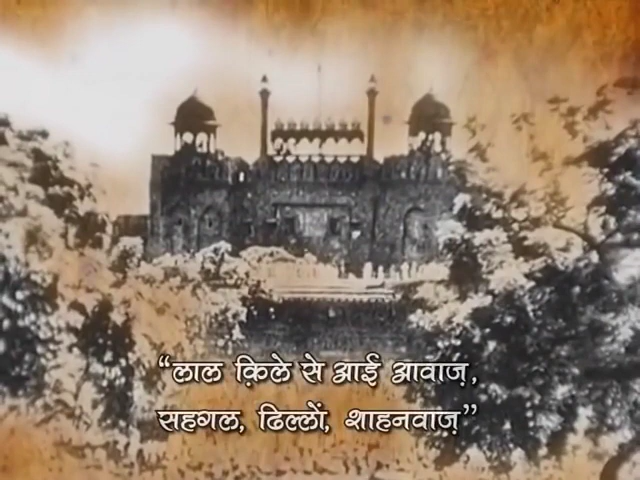 “लाल क़िले से आई आवाज़,
सहगल, ढिल्लों, शाहनवाज़”